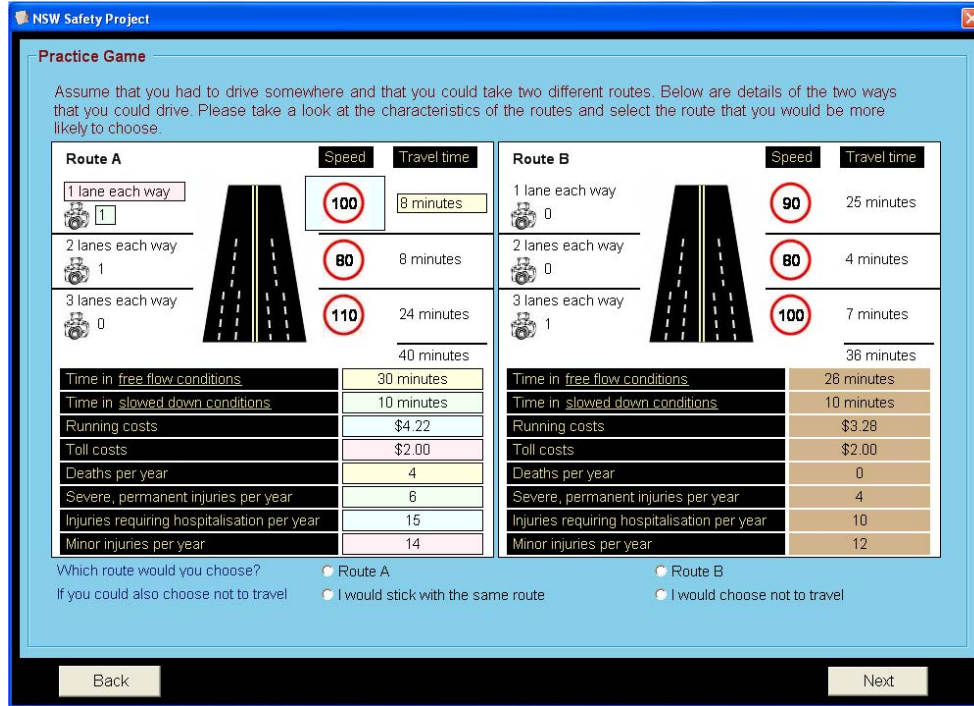 NSW Safety Project
Practice Game
Assume that you had to drive somewhere and that you could take two different routes. Below are details of the two ways
that you could drive. Please take a look at the characteristics of the routes and select the route that you would be more
likely to choose.
Route A Speed Travel time
1 lane each way
1
100 8 minutes
2 lanes each way
1
80 8 minutes
3 lanes each way
0
110 24 minutes
40 minutes
Time in free flow conditions 30 minutes
Time in slowed down conditions 10 minutes
Running costs $4.22
Toll costs $2.00
Deaths per year 4
Severe, permanent injuries per year 6
Injuries requiring hospitalisation per year 15
Minor injuries per year 14
Route B Speed Travel time
1 lane each way
0
90 25 minutes
2 lanes each way
0
80 4 minutes
3 lanes each way
1
100 7 minutes
36 minutes
Time in free flow conditions 26 minutes
Time in slowed down conditions 10 minutes
Running costs $3.28
Toll costs $2.00
Deaths per year 0
Severe, permanent injuries per year 4
Injuries requiring hospitalisation per year 10
Minor injuries per year 12
Which route would you choose? Route A Route B
If you could also choose not to travel I would stick with the same route I would choose not to travel
Back Next